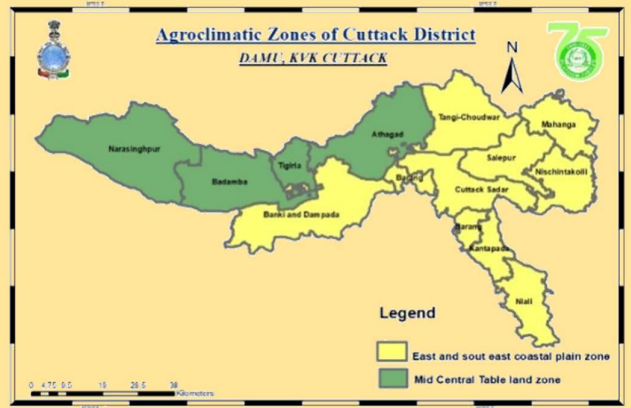 Agroclimatic Zones of Cuttack District
DAMU, KVK CUTTACK
N
75
Tangi-Choudwar
Mahanga
Athagad
Narasinghpur
Salepur
Tigiria
Nischintakoili
Badamba
Cuttack Sadar
Banki and Dampada
Barang
Kantapada
Niali
Legend
East and sout east coastal plain zone
Mid Central Table land zone
0 4.75 9.5 19 28.5 38
Kilometers